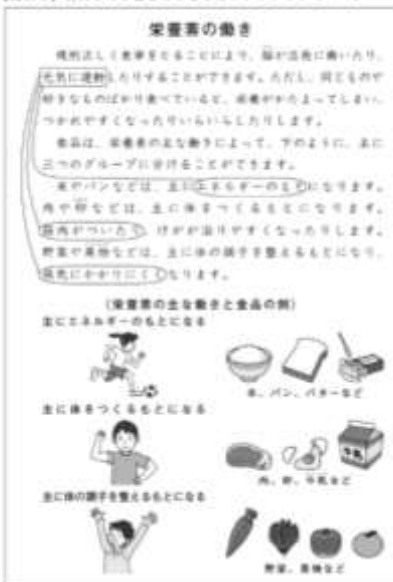 栄養素の働き
規則正しく食事をとることにより、脳が活発に働いたり、
元気に運動したりすることができます。ただし、同じものや
好きなものばかり食べていると、栄養がかたよってしまい、
つかれやすくなったりいらいらしたりします。
食品は、栄養素の主な働きによって、下のように、主に
三つのグループに分けることができます。
米やパンなどは、主にエネルギーのもとになります。
肉や卵などは、主に体をつくるもとになります。
筋肉がついたり、けがが治りやすくなったりします。
野菜や果物などは、主に体の調子を整えるもとになり、
病気にかかりにくくなります。
(栄養素の主な働きと食品の例)
主にエネルギーのもとになる
米、パン、バターなど
主に体をつくるもとになる
牛乳
肉、卵、牛乳など
主に体の調子を整えるもとになる
野菜、果物など